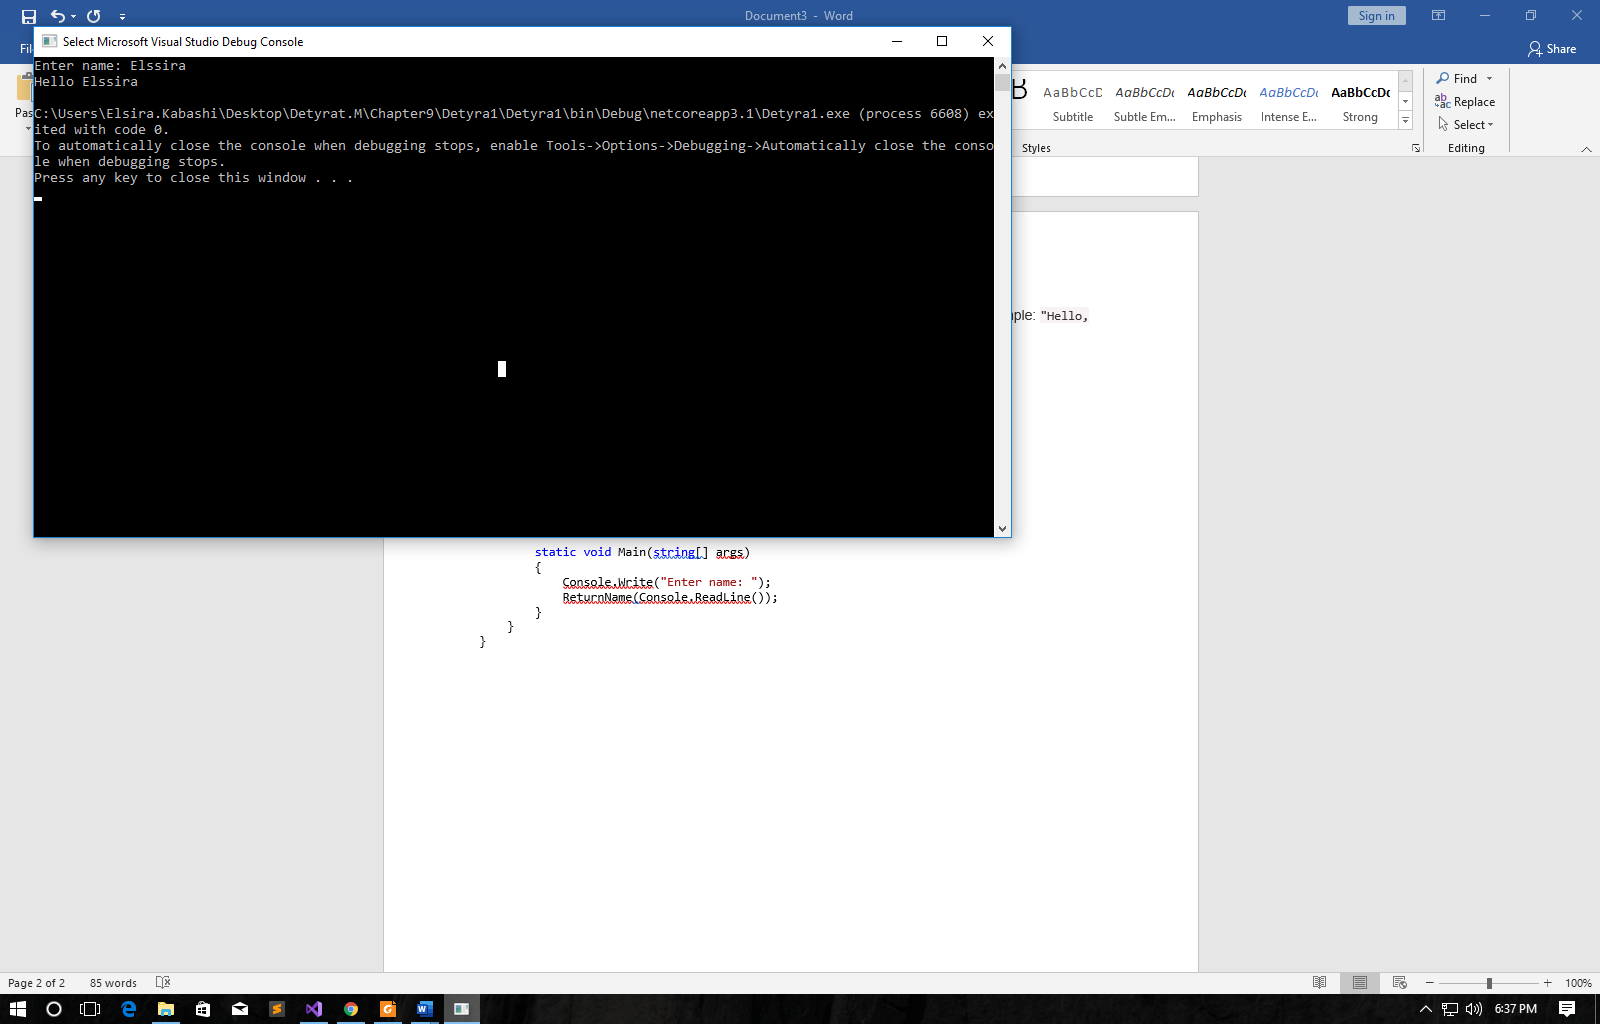 Document3 - Word
Sign in
Fil
Share
Select Microsoft Visual Studio Debug Console
Enter name: Elssira
Hello Elssira
C:\Users\Elsira.Kabashi\Desktop\Detyrat.M\Chapter9\Detyra1\Detyra1\bin\Debug\netcoreapp3.1\Detyra1.exe (process 6608) ex
ited with code 0.
To automatically close the console when debugging stops, enable Tools->Options->Debugging->Automatically close the conso
le when debugging stops.
Press any key to close this window . . .
Pas
AaBbCcD AaBbCcDc AaBbCcDc AaBbCcDc AaBbCcDc
Subtitle Subtle Em... Emphasis Intense E... Strong
Styles
Find
Replace
Select
Editing
nple: "Hello,
static void Main(string[] args)
{
Console.Write("Enter name: ");
ReturnName(Console.ReadLine());
}
}
}
Page 2 of 2 85 words
100%
6:37 PM